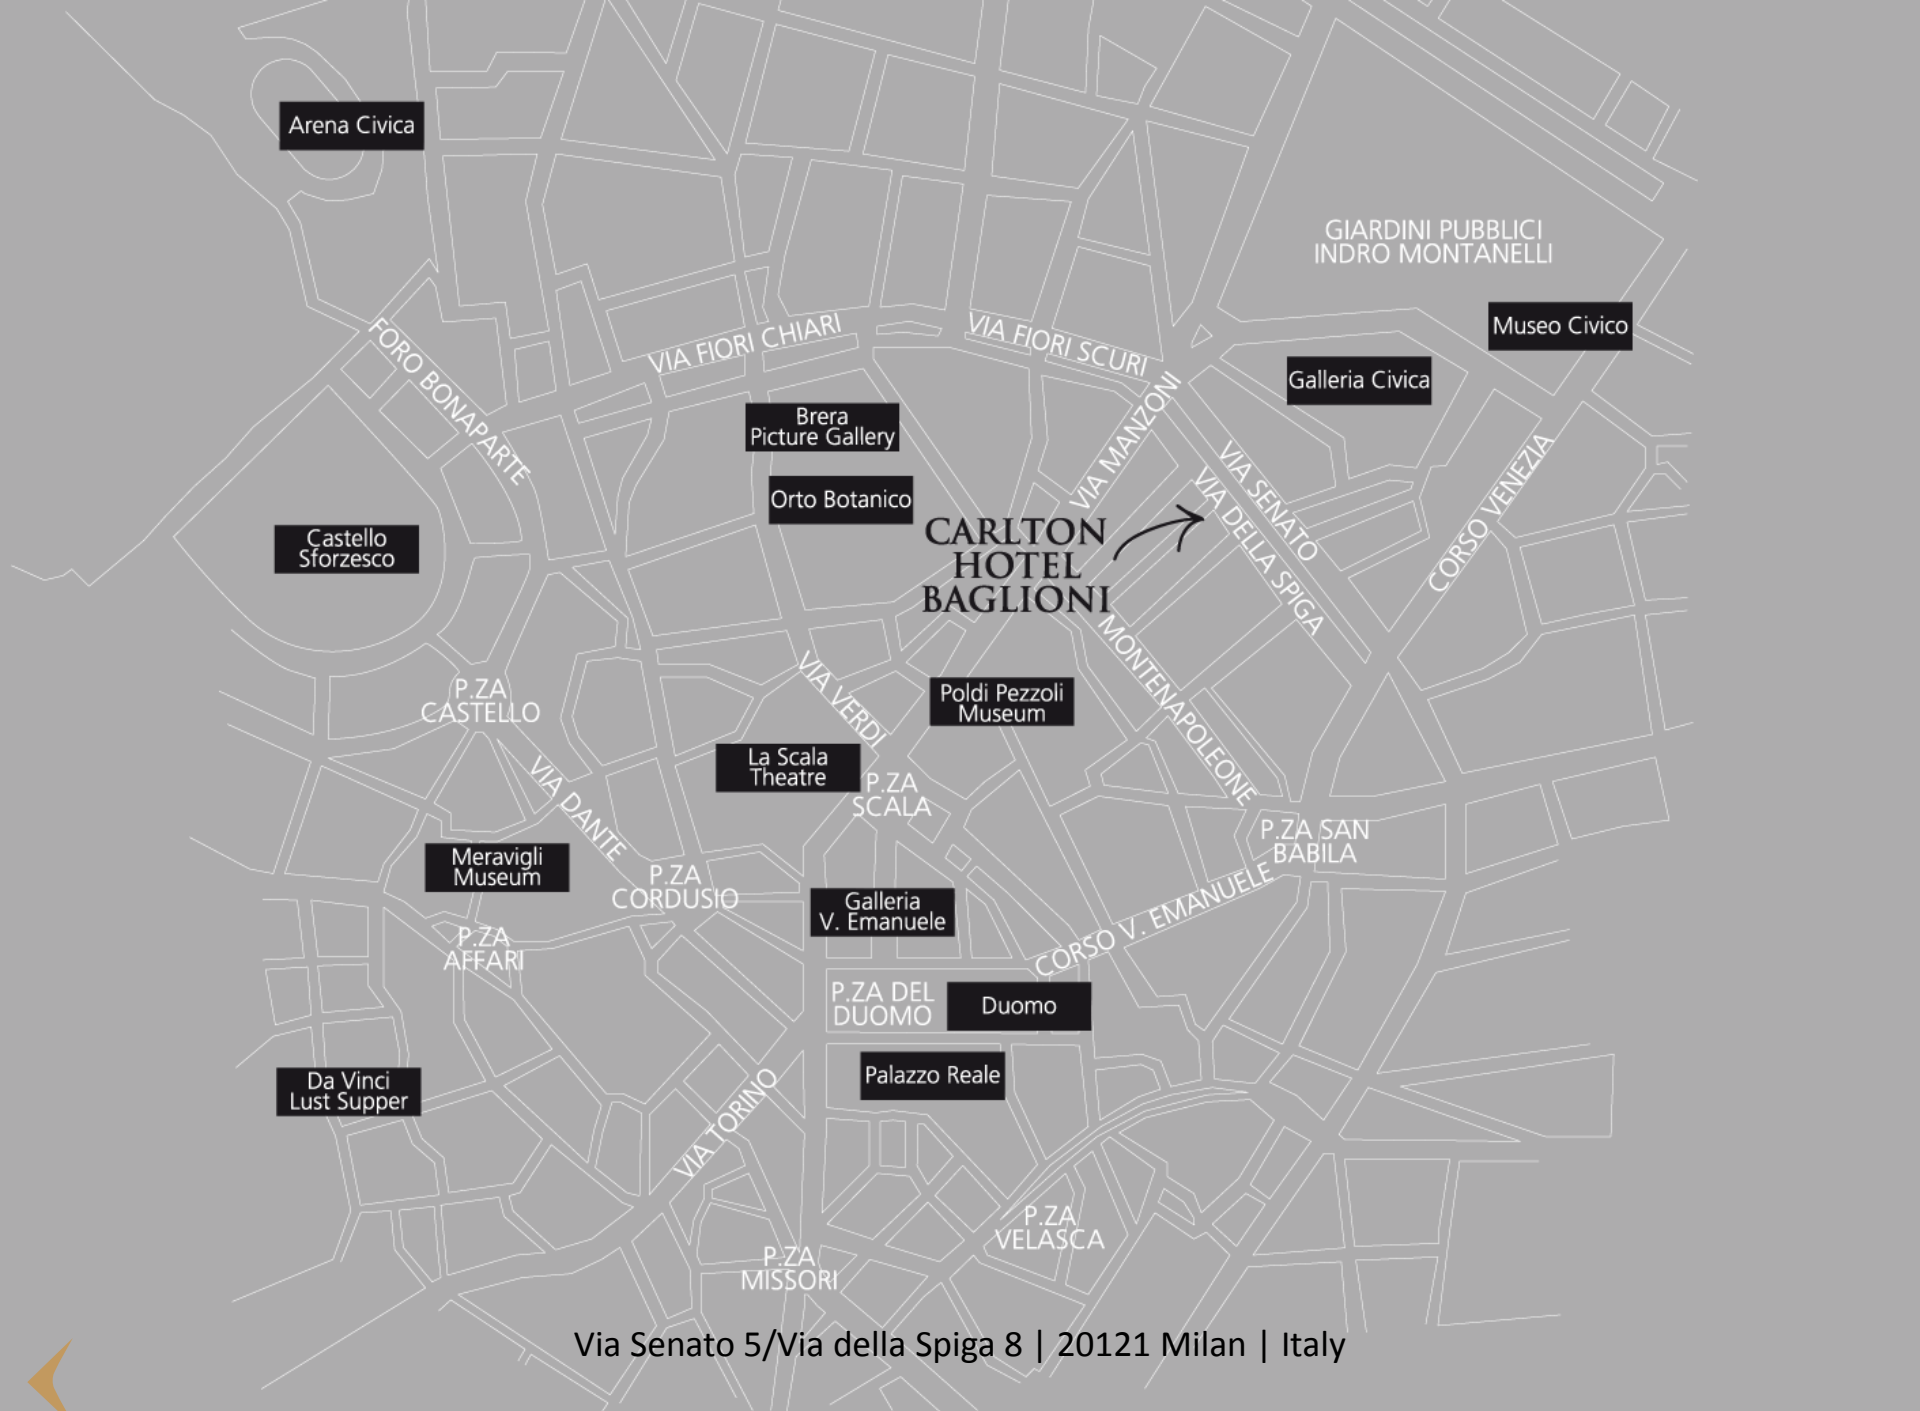 Arena Civica
GIARDINI PUBBLICI
INDRO MONTANELLI
Museo Civico
FORO BONAPARTE
VIA FIORI CHIARI
VIA FIORI SCURI
Galleria Civica
VIA MANZONI
Brera
Picture Gallery
VIA SENATO
VIA DELLA SPIGA
CORSO VENEZIA
Orto Botanico
Castello
Sforzesco
CARLTON
HOTEL
BAGLIONI
MONTENAPOLEONE
P.ZA
CASTELLO
VIA VERDI
Poldi Pezzoli
Museum
La Scala
Theatre
P.ZA
SCALA
VIA DANTE
P.ZA SAN
BABILA
Meravigli
Museum
P.ZA
CORDUSIO
Galleria
V. Emanuele
CORSO V. EMANUELE
P.ZA
AFFARI
P.ZA DEL
DUOMO
Duomo
Palazzo Reale
Da Vinci
Lust Supper
VIA TORINO
P.ZA
VELASCA
P.ZA
MISSORI
Via Senato 5/Via della Spiga 8 | 20121 Milan | Italy